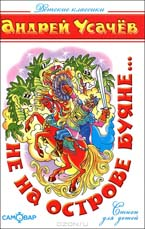 Детские классики
АНДРЕЙ УСАЧЁВ
НЕ НА ОСТРОВЕ БУЯНЕ...
САМОВАР
Стихи для детей